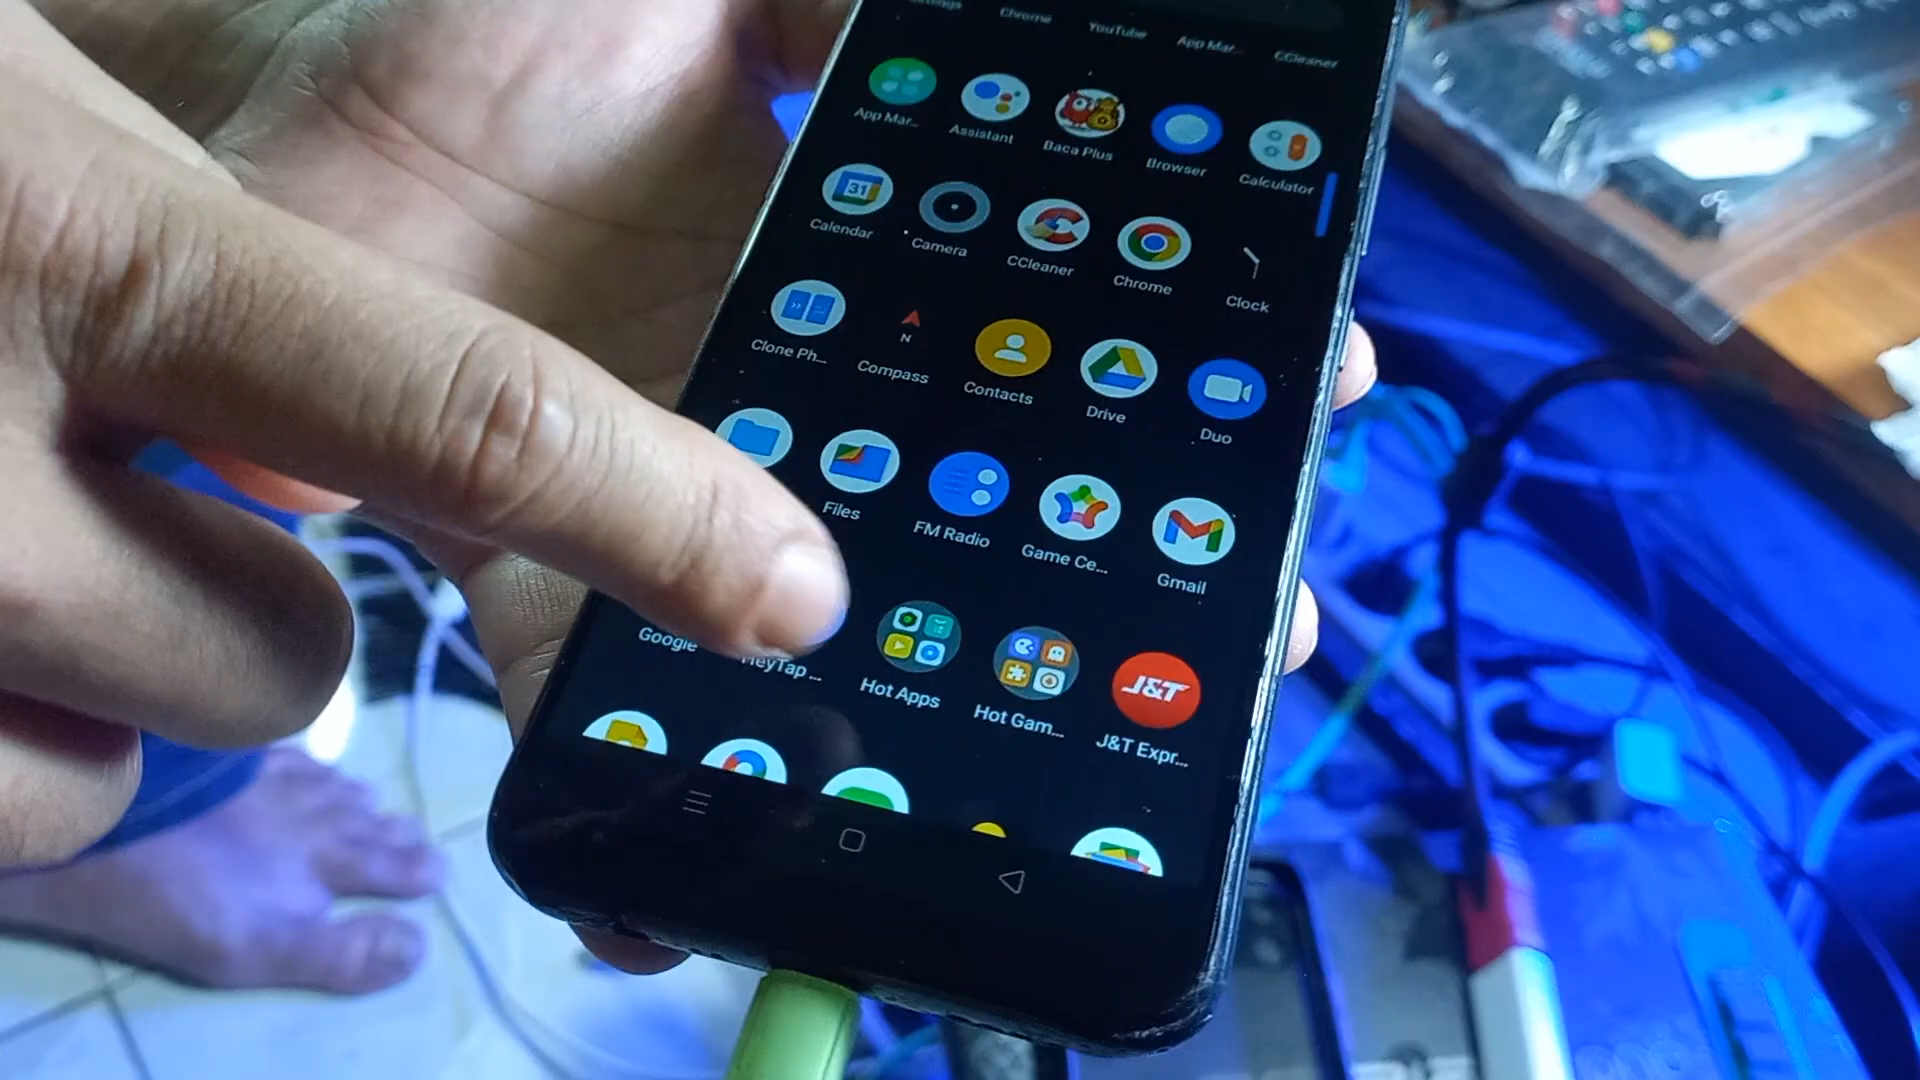 Chrome
YouTube
App Mar...
CCleaner
App Mar...
Assistant
Baca Plus
Browser
Calculator
31
Calendar
Camera
CCleaner
Chrome
Clock
Clone Ph...
N
Compass
Contacts
Drive
Duo
Files
FM Radio
Game Ce...
Gmail
Google
HeyTap ...
Hot Apps
Hot Gam...
J&T
J&T Expr...